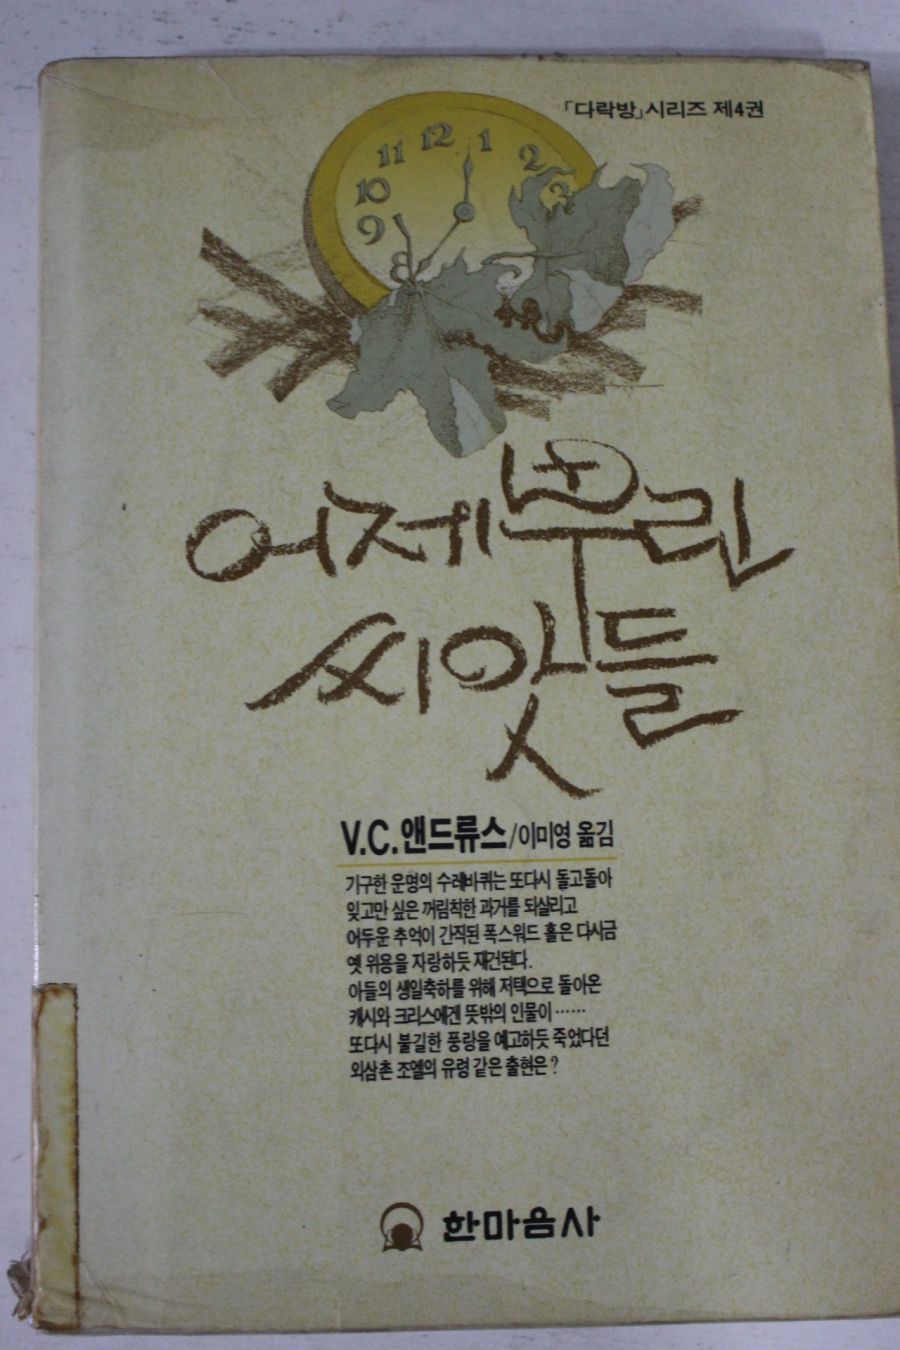 「다락방」시리즈 제4권
12
1
11
2
10
3
9
8
어제 뿌린
씨앗들
V.C.앤드류스/이미영 옮김
기구한 운명의 수레바퀴는 또다시 돌고돌아
잊고만 싶은 꺼림칙한 과거를 되살리고
어두운 추억이 간직된 폭스워드 홀은 다시금
옛 위용을 자랑하듯 재건된다.
아들의 생일축하를 위해 저택으로 돌아온
캐시와 크리스에겐 뜻밖의 인물이……
또다시 불길한 풍랑을 예고하듯 죽었다던
외삼촌 조엘의 유령 같은 출현은?
한마음사